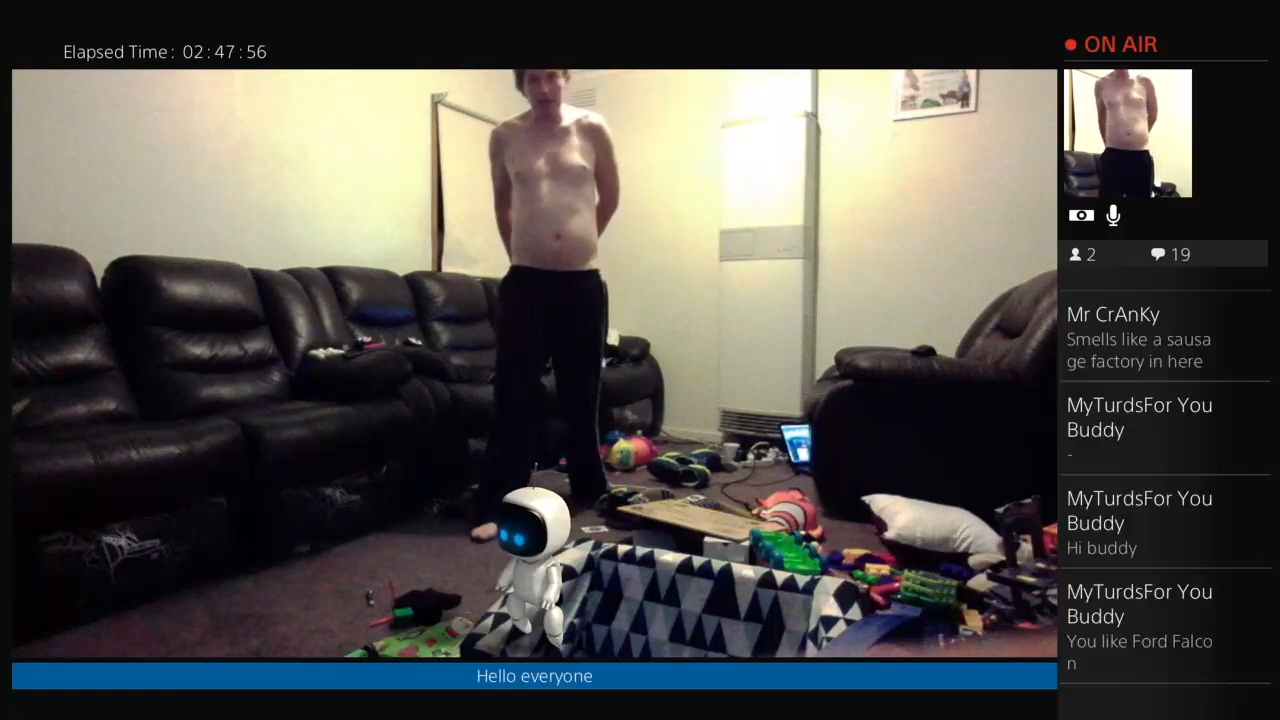 Elapsed Time: 02:47:56
ON AIR
2 19
Mr CrAnKy
Smells like a sausa
ge factory in here
MyTurdsFor You
Buddy
-
MyTurdsFor You
Buddy
Hi buddy
MyTurdsFor You
Buddy
You like Ford Falco
n
Hello everyone